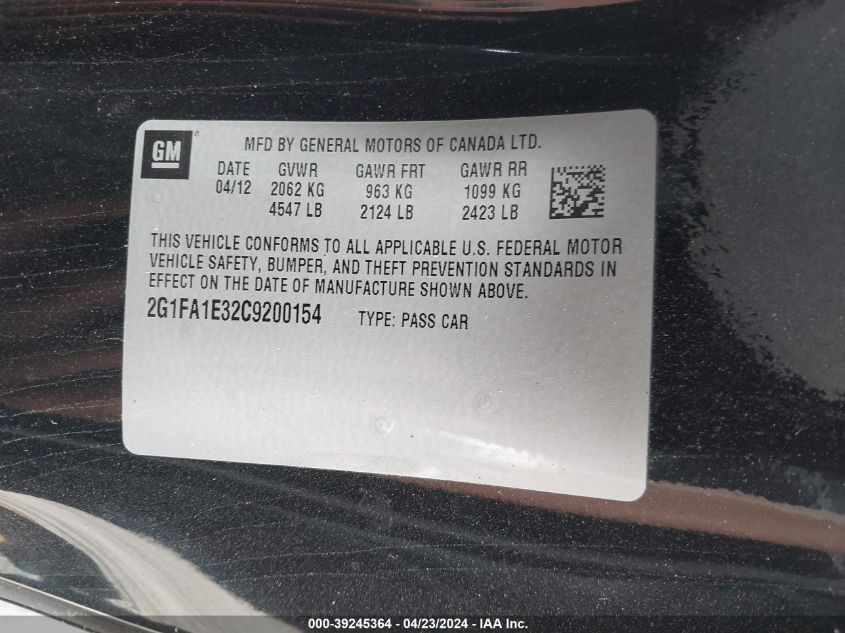 GM
MFD BY GENERAL MOTORS OF CANADA LTD.
DATE GVWR GAWR FRT GAWR RR
04/12 2062 KG 963 KG 1099 KG
4547 LB 2124 LB 2423 LB
THIS VEHICLE CONFORMS TO ALL APPLICABLE U.S. FEDERAL MOTOR
VEHICLE SAFETY, BUMPER, AND THEFT PREVENTION STANDARDS IN
EFFECT ON THE DATE OF MANUFACTURE SHOWN ABOVE.
2G1FA1E32C9200154 TYPE: PASS CAR
000-39245364 - 04/23/2024 - IAA Inc.